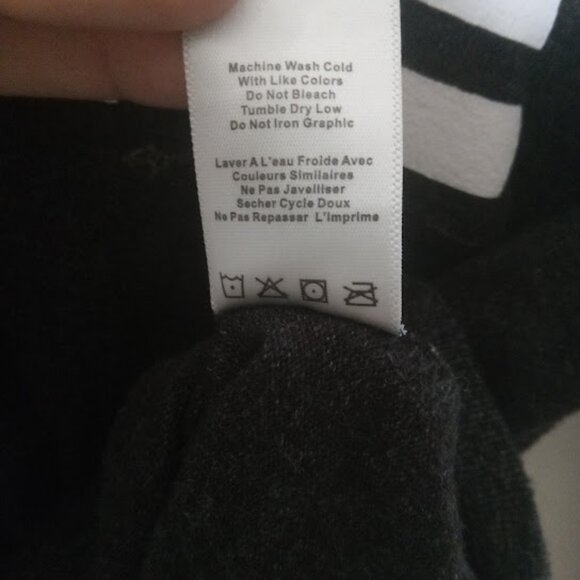 Machine Wash Cold
With Like Colors
Do Not Bleach
Tumble Dry Low
Do Not Iron Graphic
Laver A L'eau Froide Avec
Couleurs Similaires
Ne Pas Javelliser
Secher Cycle Doux
Ne Pas Repasser L'Imprime